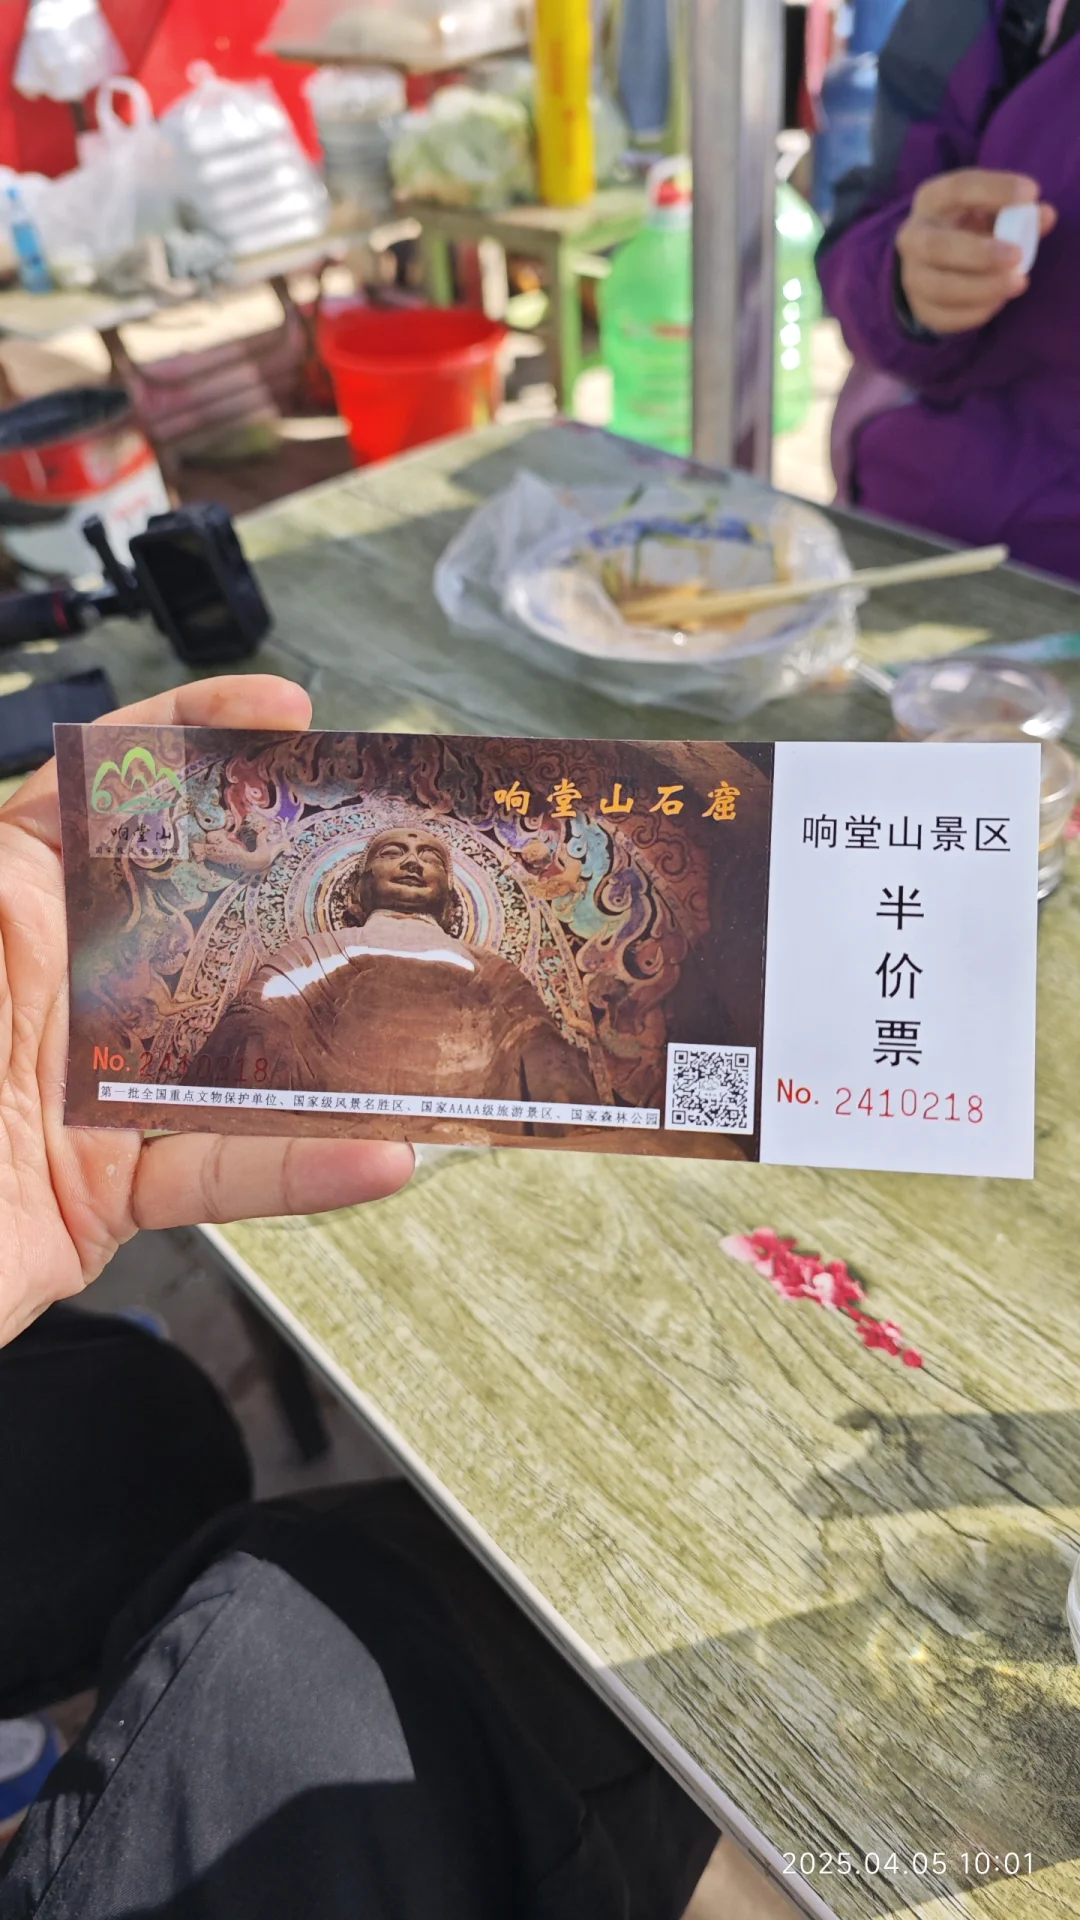 响堂山
响堂山石窟
No. 2410218
第一批全国重点文物保护单位、国家级风景名胜区、国家AAAA级旅游景区、国家森林公园
响堂山景区
半
价
票
No. 2410218
2025.04.05 10:01